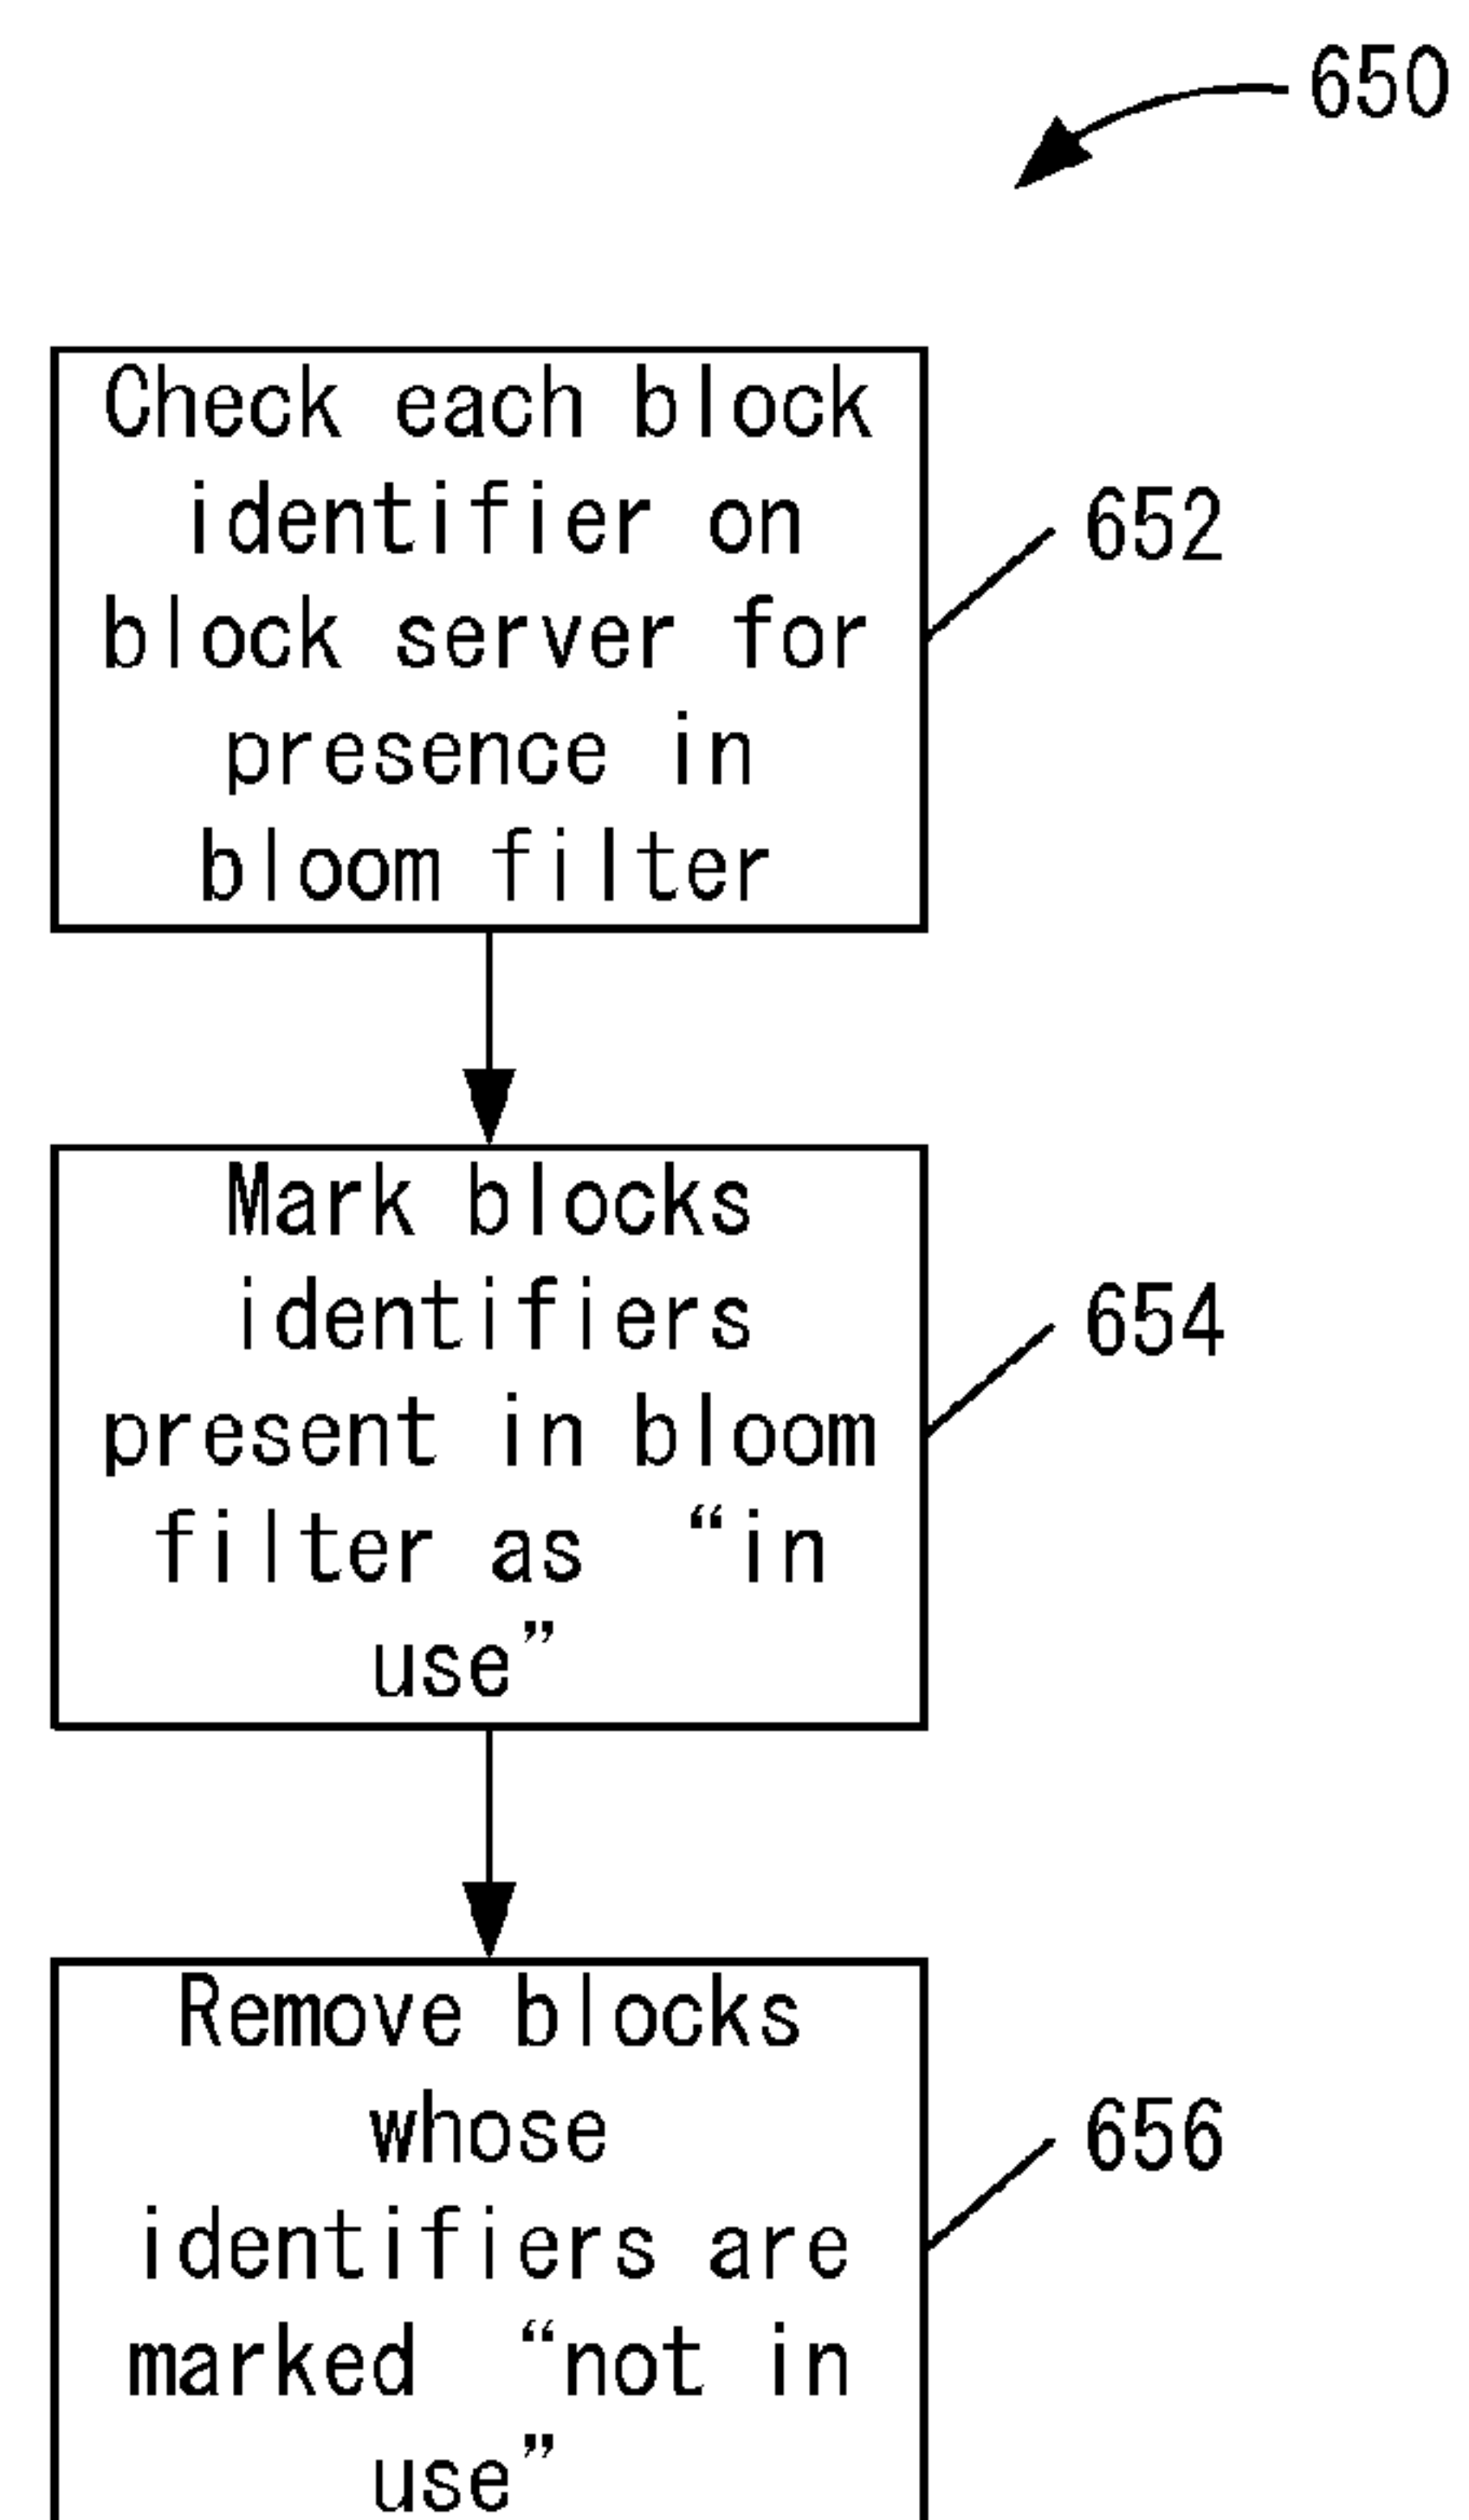 650
Check each block
identifier on
block server for
presence in
bloom filter
652
Mark blocks
identifiers
present in bloom
filter as “in
use”
654
Remove blocks
whose
identifiers are
marked “not in
use”
656